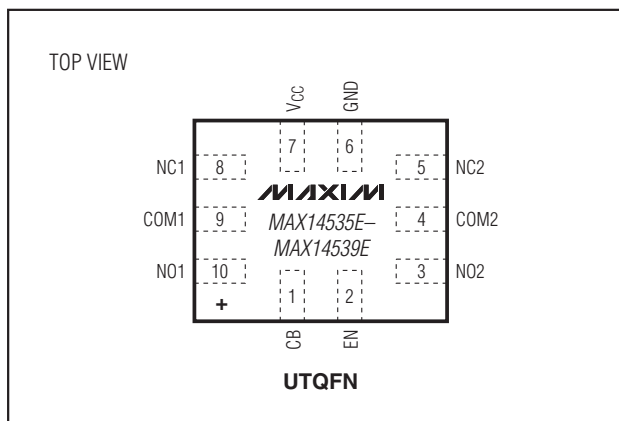 TOP VIEW
VCC
GND
7
6
NC1
8
5
NC2
MAXIM
COM1
9
MAX14535E–
MAX14539E
4
COM2
NO1
10
3
NO2
+
1
2
CB
EN
UTQFN